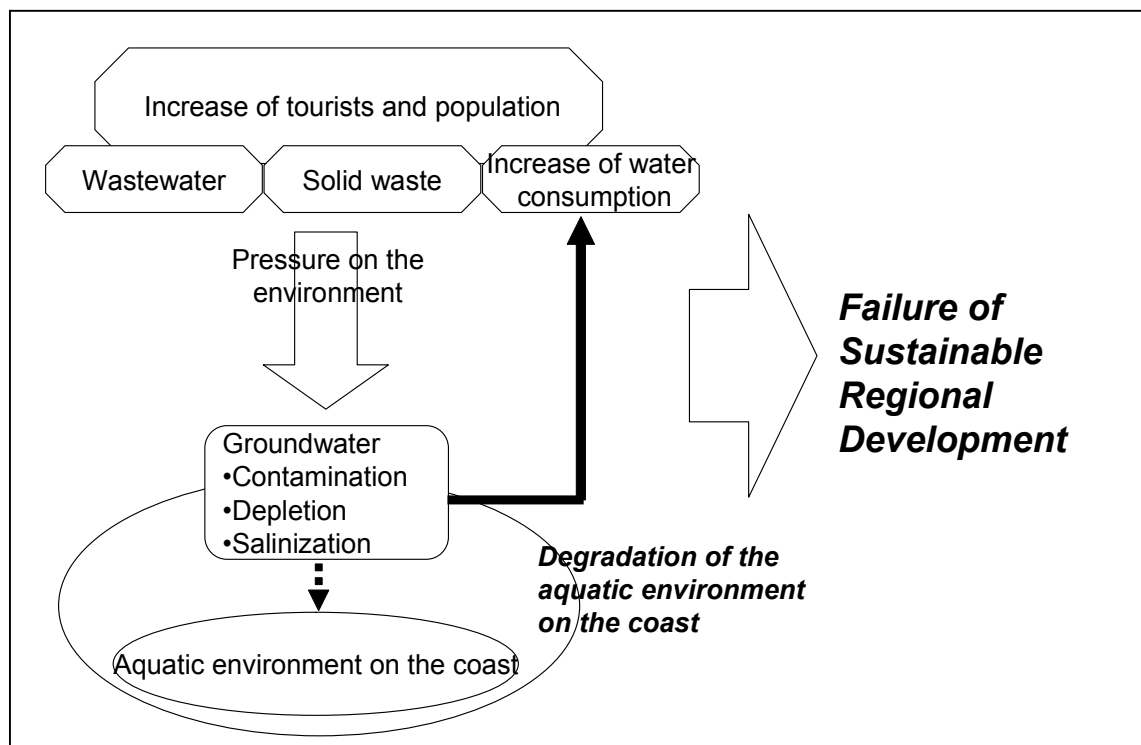 Increase of tourists and population
Wastewater
Solid waste
Increase of water
consumption
Pressure on the
environment
Groundwater
•Contamination
•Depletion
•Salinization
Aquatic environment on the coast
Degradation of the
aquatic environment
on the coast
Failure of
Sustainable
Regional
Development